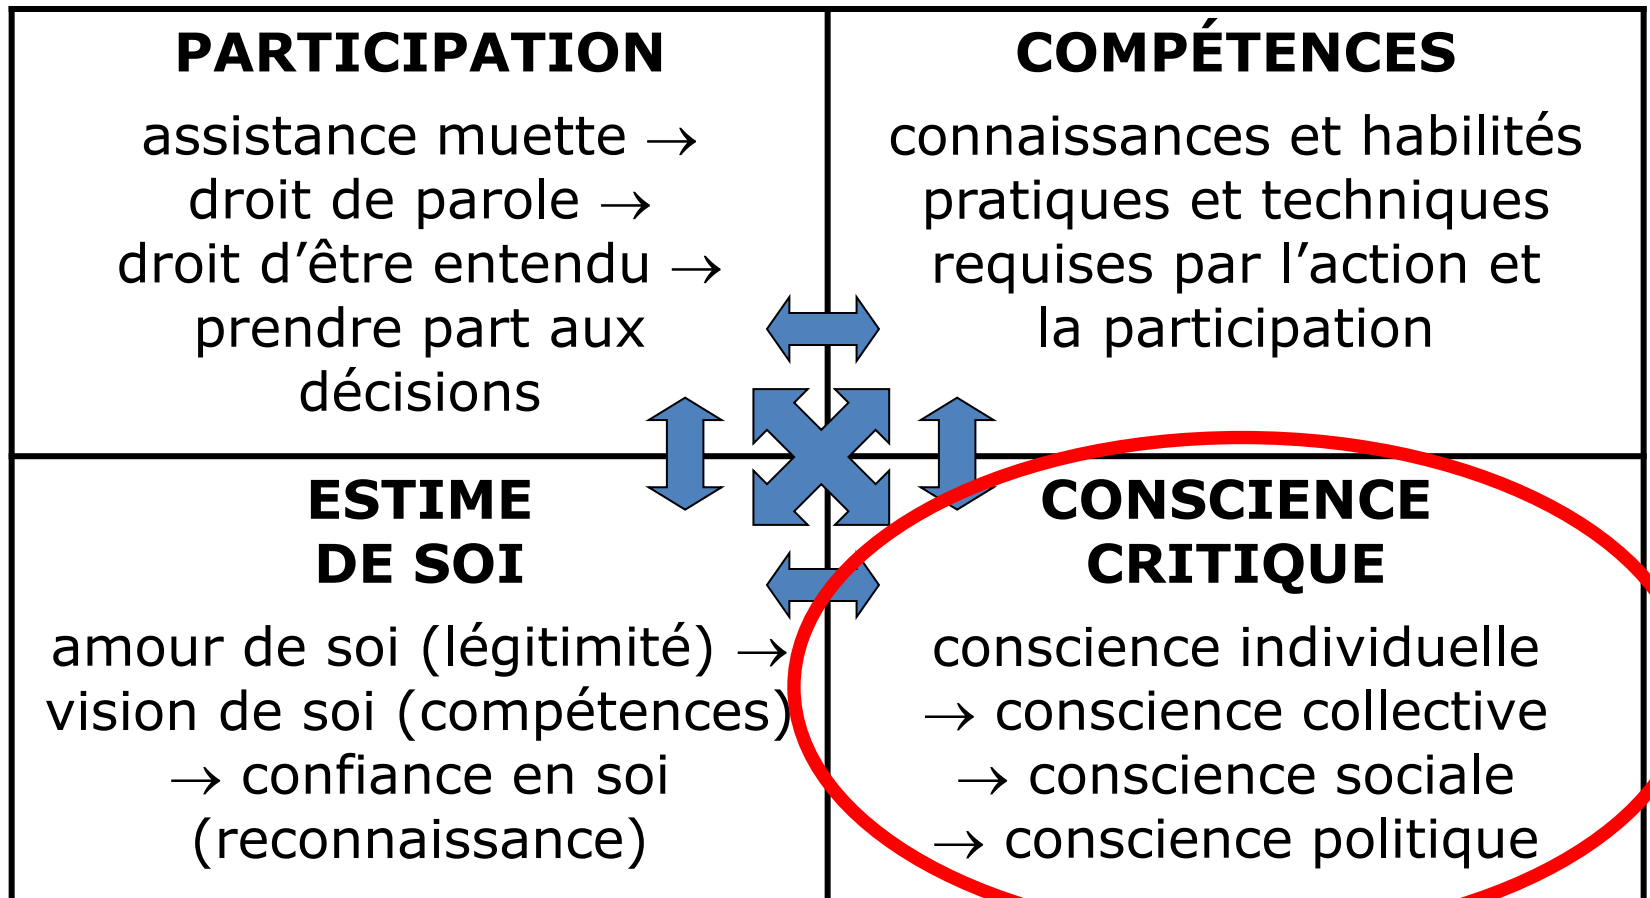 PARTICIPATION
assistance muette →
droit de parole →
droit d’être entendu →
prendre part aux
décisions
COMPÉTENCES
connaissances et habilités
pratiques et techniques
requises par l’action et
la participation
ESTIME
DE SOI
amour de soi (légitimité) →
vision de soi (compétences)
→ confiance en soi
(reconnaissance)
CONSCIENCE
CRITIQUE
conscience individuelle
→ conscience collective
→ conscience sociale
→ conscience politique